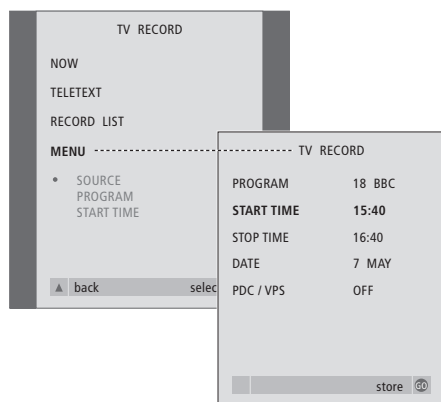 TV RECORD
NOW
TELETEXT
RECORD LIST
MENU
• SOURCE
PROGRAM
START TIME
▲ back selec
TV RECORD
PROGRAM 18 BBC
START TIME 15:40
STOP TIME 16:40
DATE 7 MAY
PDC / VPS OFF
store GO